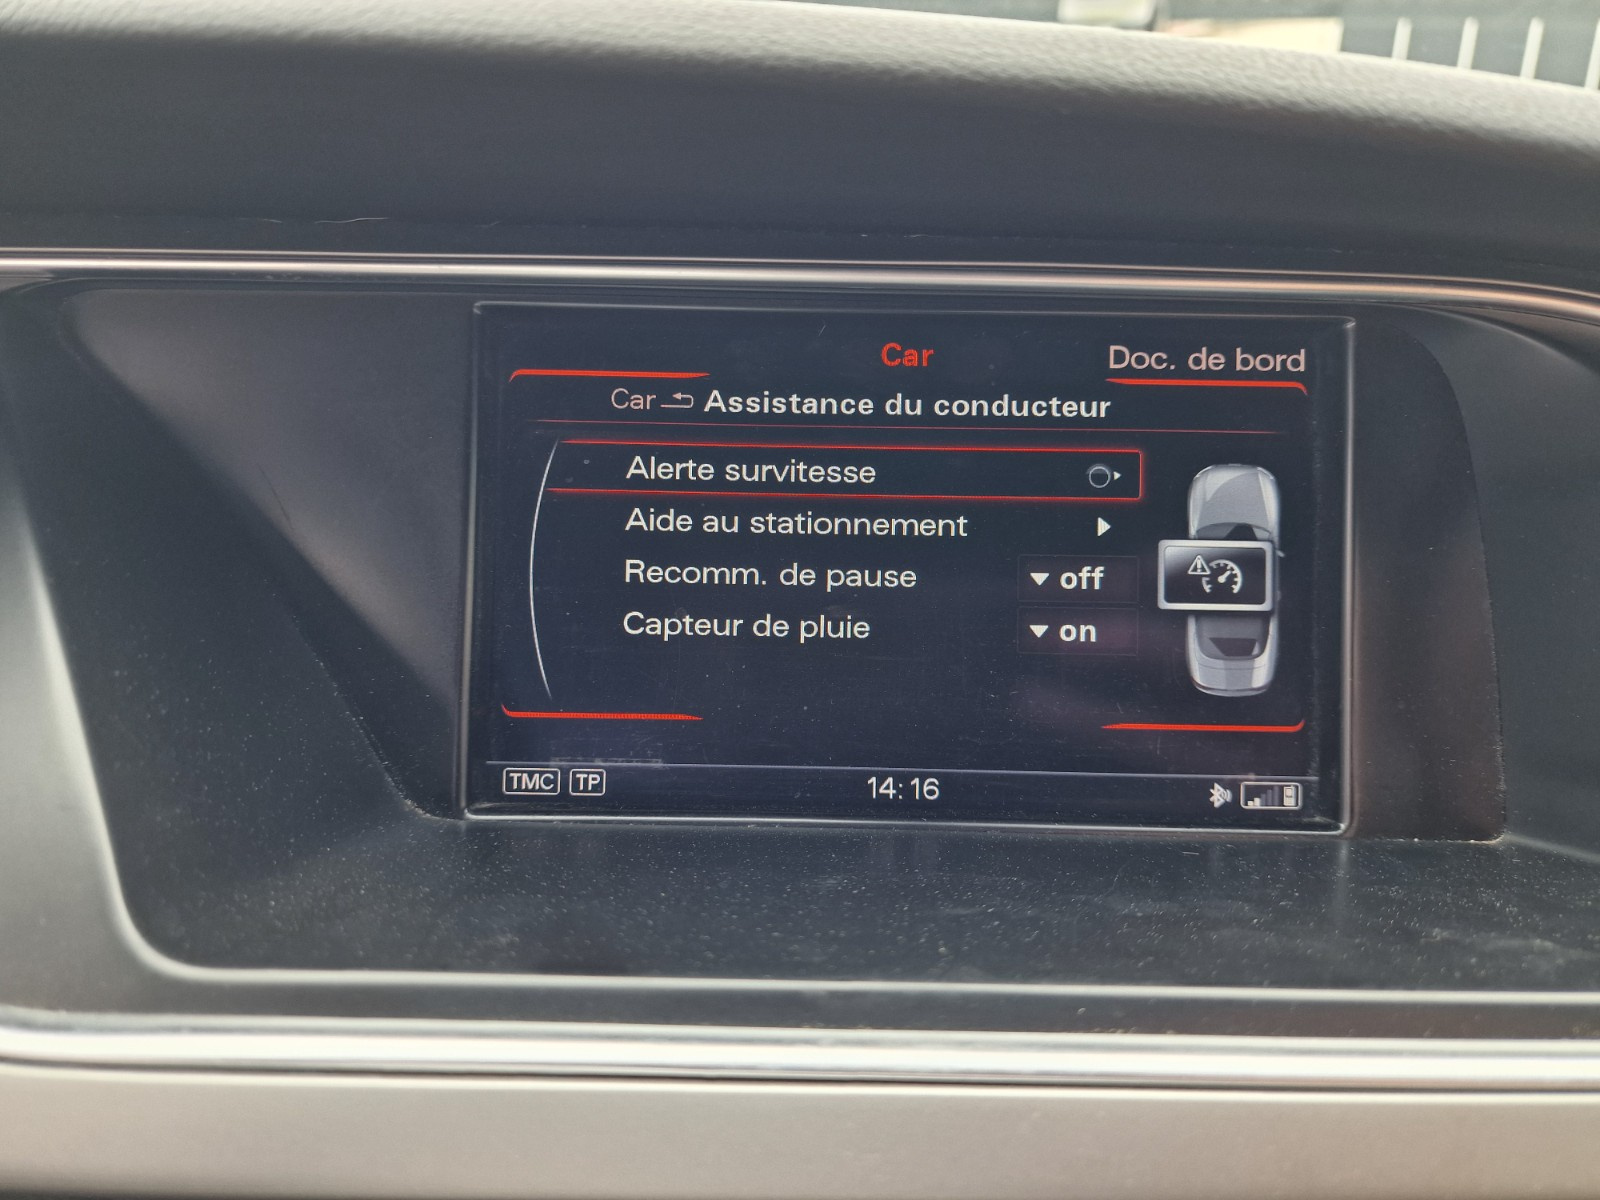 Car
Doc. de bord
Car Assistance du conducteur
Alerte survitesse
Aide au stationnement
Recomm. de pause off
Capteur de pluie on
TMC TP 14:16